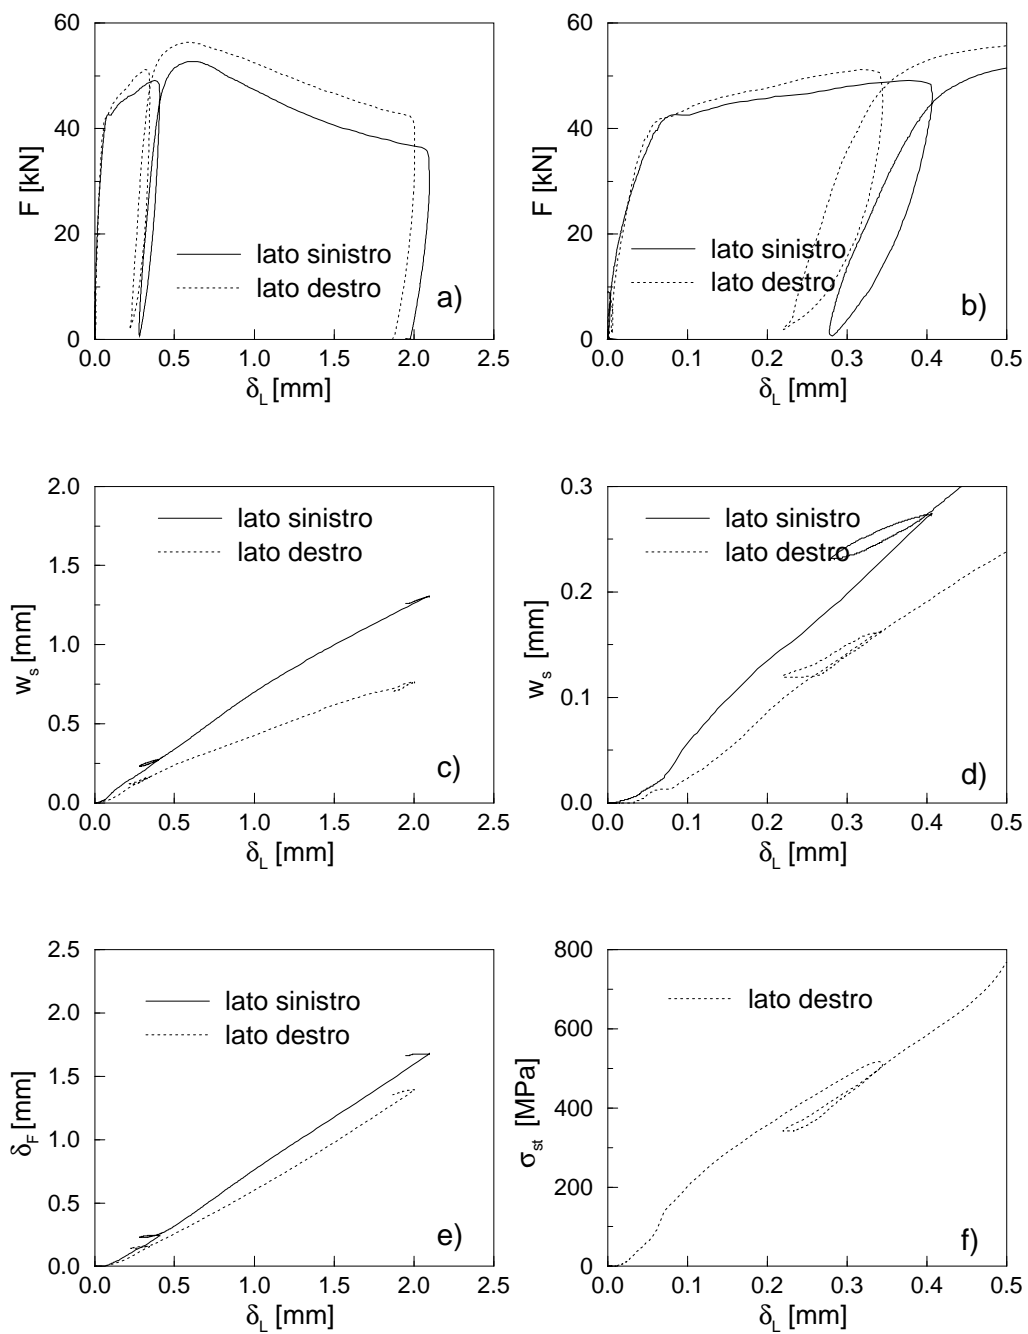 60
40
20
0
F [kN]
lato sinistro
lato destro
a)
0.0 0.5 1.0 1.5 2.0 2.5
δL [mm]
60
40
20
0
F [kN]
lato sinistro
lato destro
b)
0.0 0.1 0.2 0.3 0.4 0.5
δL [mm]
2.0
1.5
1.0
0.5
0.0
ws [mm]
lato sinistro
lato destro
c)
0.0 0.5 1.0 1.5 2.0 2.5
δL [mm]
0.3
0.2
0.1
0.0
ws [mm]
lato sinistro
lato destro
d)
0.0 0.1 0.2 0.3 0.4 0.5
δL [mm]
2.5
2.0
1.5
1.0
0.5
0.0
δF [mm]
lato sinistro
lato destro
e)
0.0 0.5 1.0 1.5 2.0 2.5
δL [mm]
800
600
400
200
0
σst [MPa]
lato destro
f)
0.0 0.1 0.2 0.3 0.4 0.5
δL [mm]